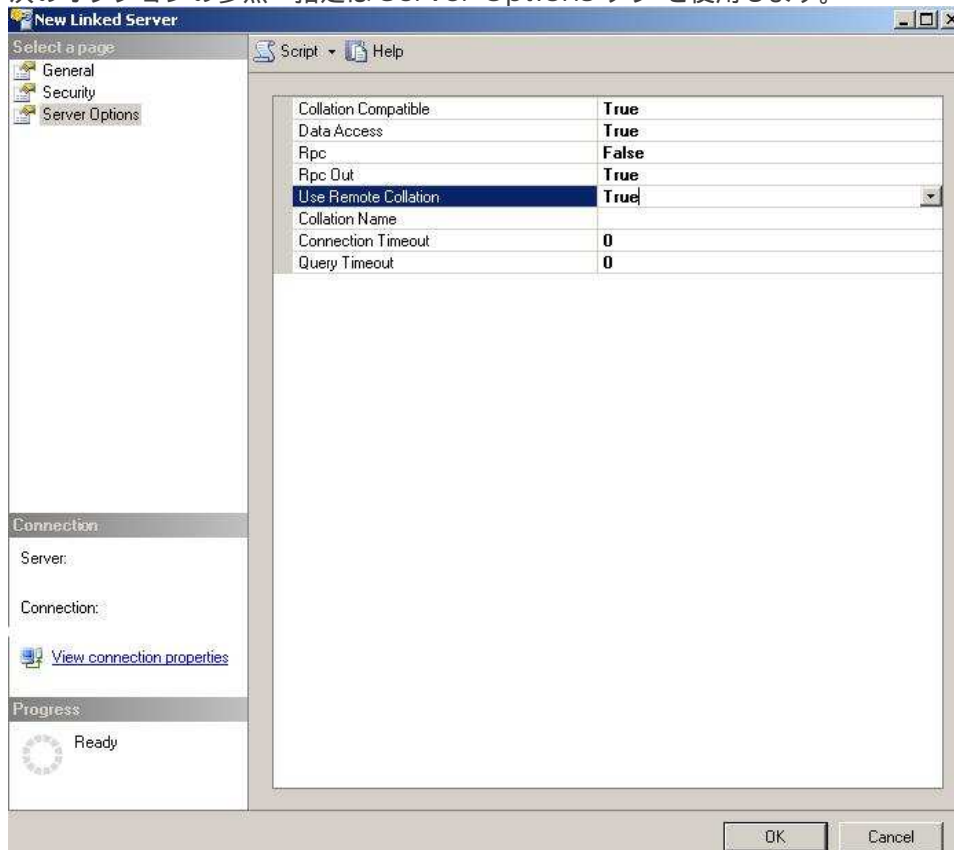 New Linked Server
Select a page
General
Security
Server Options
Script Help
Collation Compatible True
Data Access True
Rpc False
Rpc Out True
Use Remote Collation True
Collation Name
Connection Timeout 0
Query Timeout 0
Connection
Server:
Connection:
View connection properties
Progress
Ready
OK Cancel